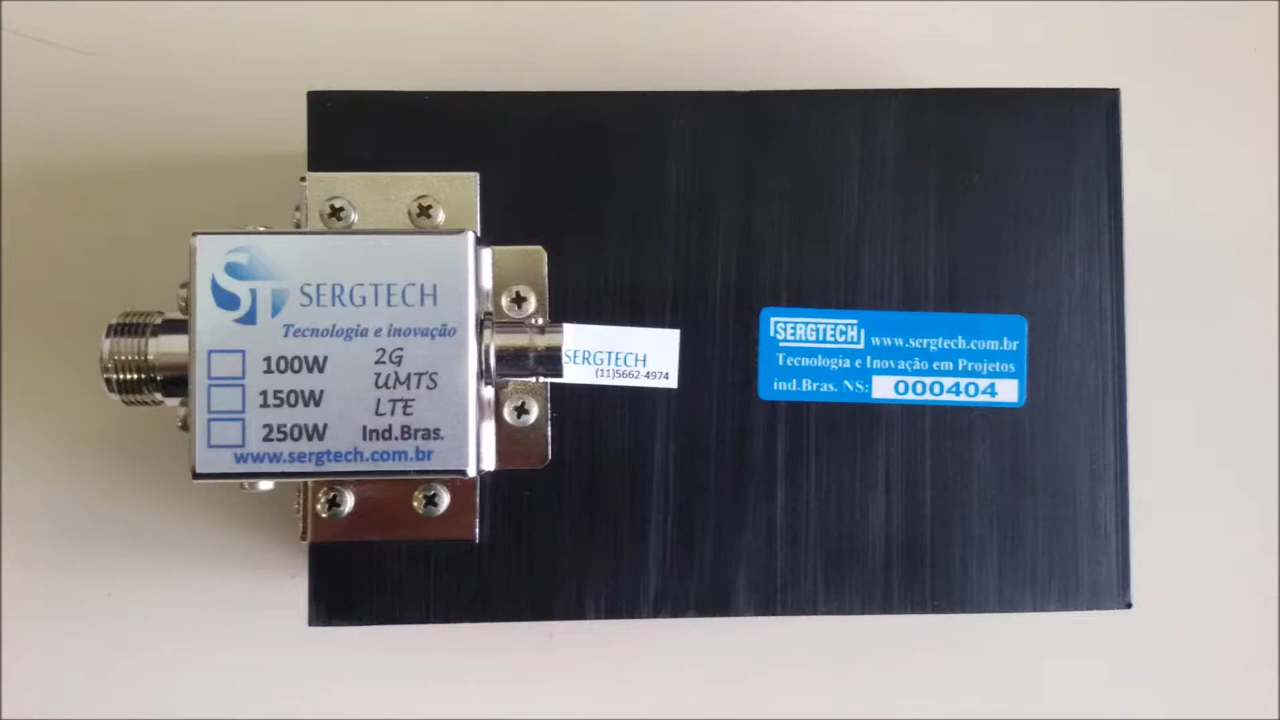 ST SERGTECH
Tecnologia e inovação
100W 2G
UMTS
150W LTE
250W Ind.Bras.
www.sergtech.com.br
SERGTECH
(11)5662-4974
SERGTECH www.sergtech.com.br
Tecnologia e Inovação em Projetos
ind.Bras. NS: 000404